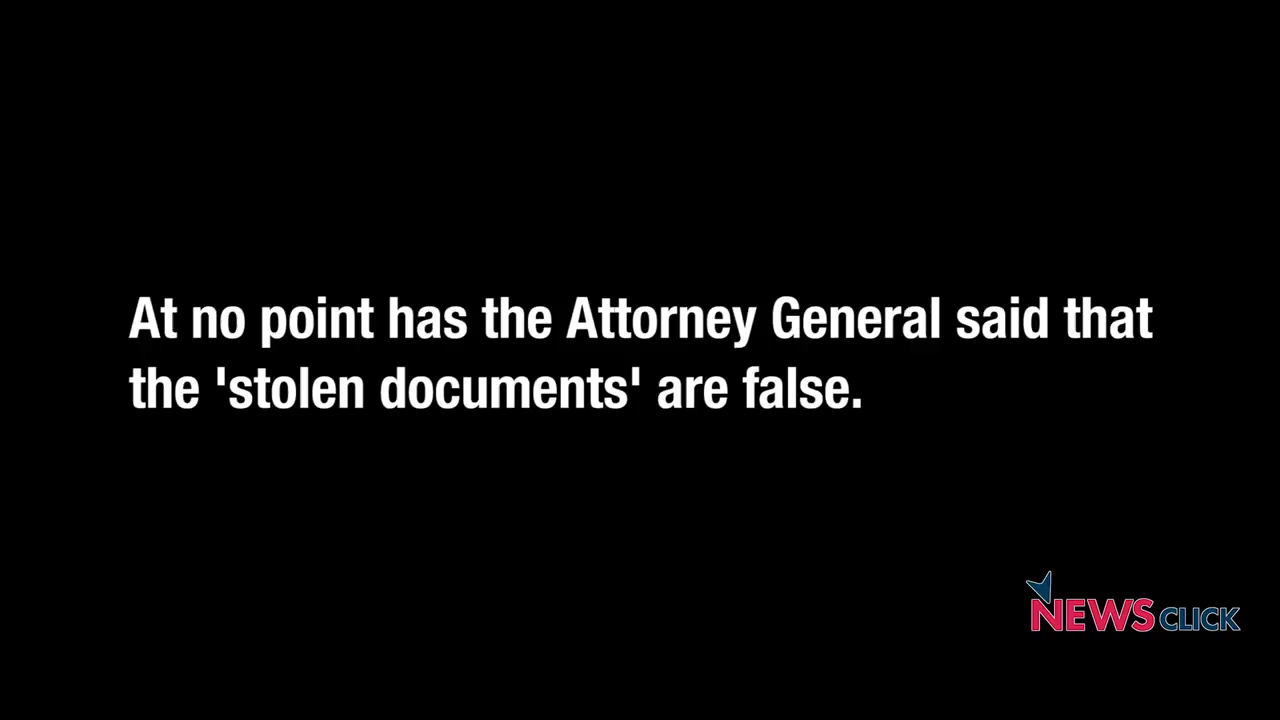 At no point has the Attorney General said that
the 'stolen documents' are false.
NEWSCLICK